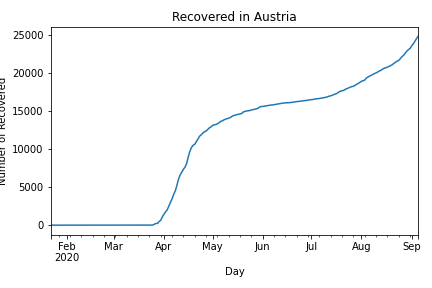 Recovered in Austria
Number of Recovered
25000
20000
15000
10000
5000
0
Feb Mar Apr May Jun Jul Aug Sep
2020
Day